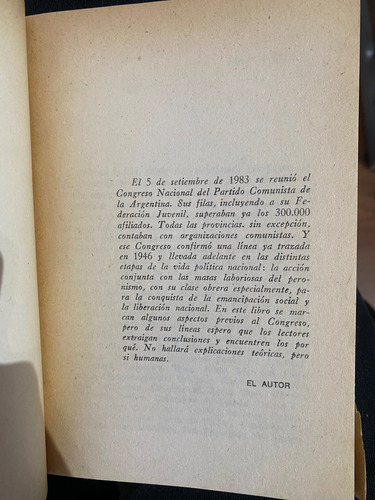 El 5 de setiembre de 1983 se reunió el
Congreso Nacional del Partido Comunista de
la Argentina. Sus filas, incluyendo a su Fe-
deración Juvenil, superaban ya los 300.000
afiliados. Todas las provincias. sin excepción,
contaban con organizaciones comunistas. Y
ese Congreso confirmó una línea ya trazada
en 1946 y llevada adelante en las distintas
etapas de la vida política nacional: la acción
conjunta con las masas laboriosas del pero-
nismo, con su clase obrera especialmente, pa-
ra la conquista de la emancipación social y
la liberación nacional. En este libro se mar-
can algunos aspectos previos al Congreso,
pero de sus líneas espero que los lectores
extraigan conclusiones y encuentren los por
qué. No hallará explicaciones teóricas, pero
si humanas.
EL AUTOR